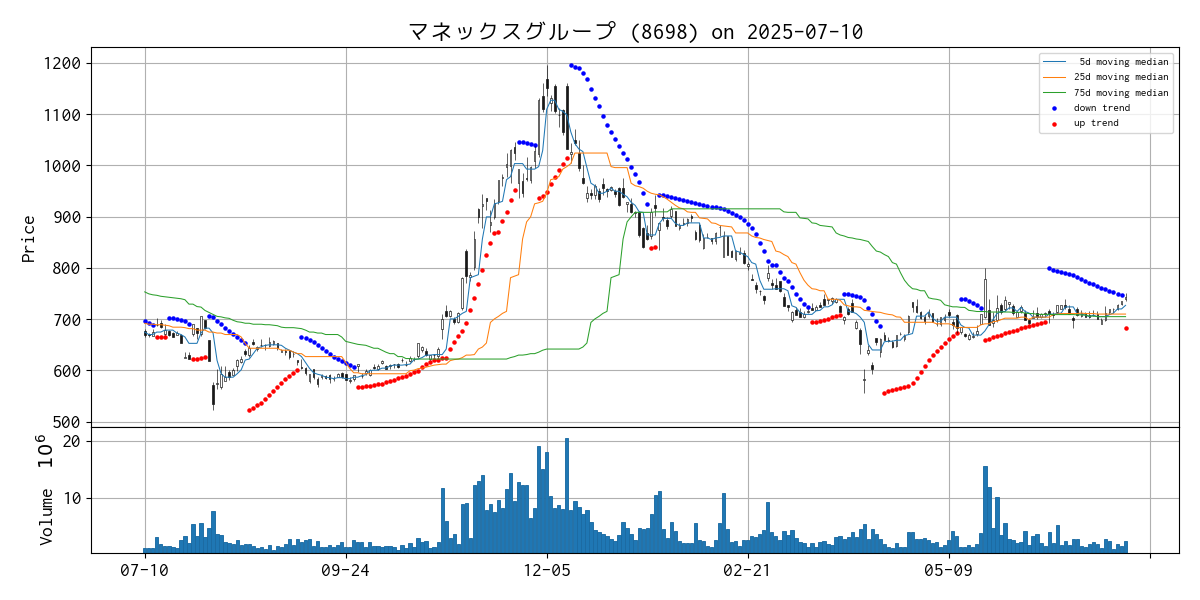 マネックスグループ (8698) on 2025-07-10
1200
1100
1000
900
800
700
600
500
Price
5d moving median
25d moving median
75d moving median
down trend
up trend
20
10
Volume 10^6
07-10
09-24
12-05
02-21
05-09